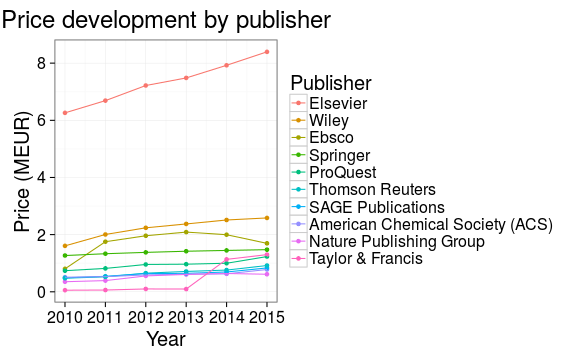 Price development by publisher
Price (MEUR)
8
6
4
2
0
2010 2011 2012 2013 2014 2015
Year
Publisher
Elsevier
Wiley
Ebsco
Springer
ProQuest
Thomson Reuters
SAGE Publications
American Chemical Society (ACS)
Nature Publishing Group
Taylor & Francis